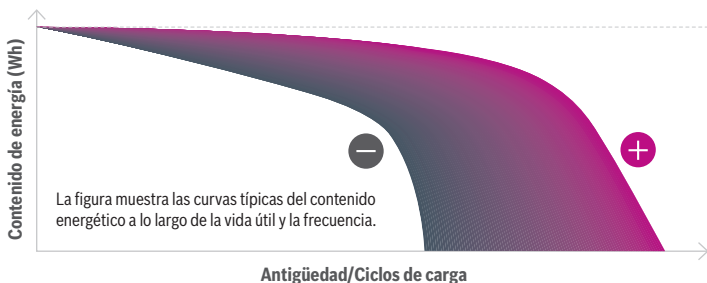 Contenido de energía (Wh)
La figura muestra las curvas típicas del contenido
energético a lo largo de la vida útil y la frecuencia.
Antigüedad/Ciclos de carga